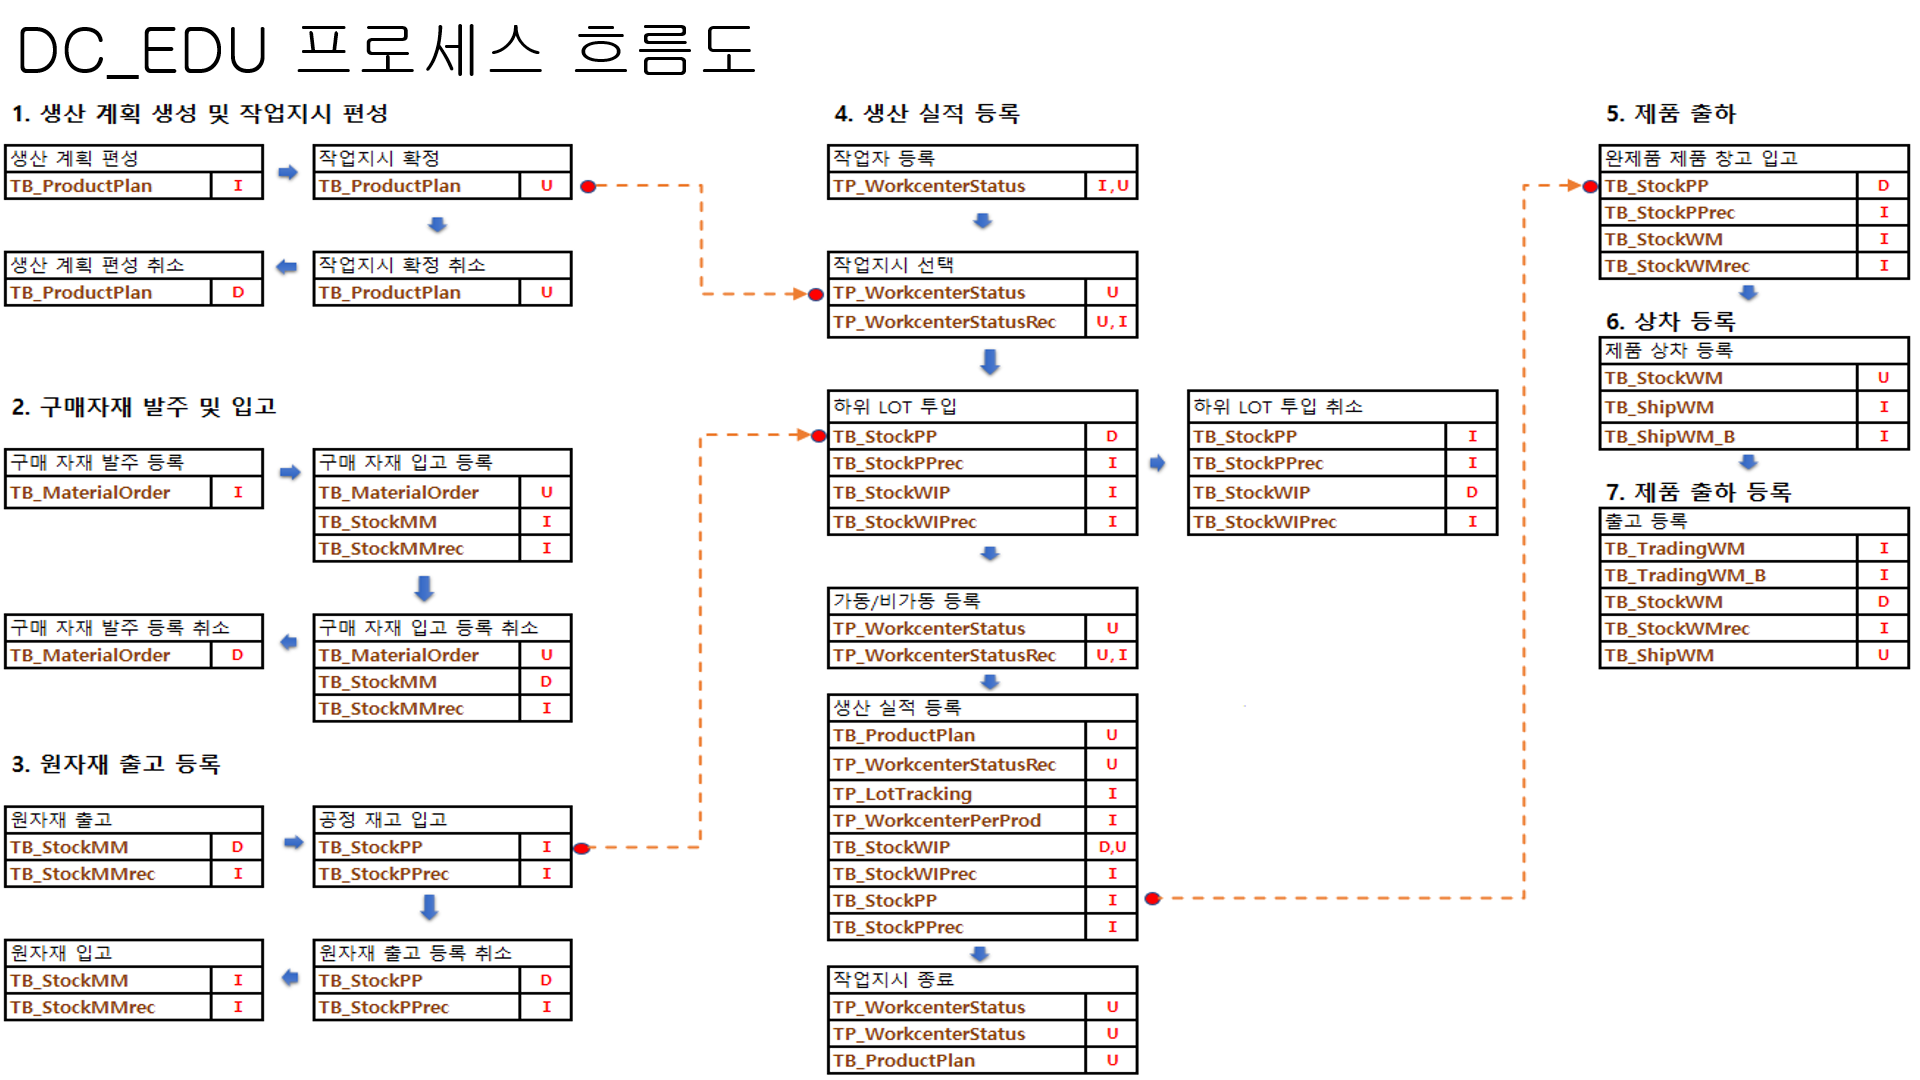 DC_EDU 프로세스 흐름도
1. 생산 계획 생성 및 작업지시 편성
생산 계획 편성
TB_ProductPlan I
작업지시 확정
TB_ProductPlan U
생산 계획 편성 취소
TB_ProductPlan D
작업지시 확정 취소
TB_ProductPlan U
2. 구매자재 발주 및 입고
구매 자재 발주 등록
TB_MaterialOrder I
구매 자재 입고 등록
TB_MaterialOrder U
TB_StockMM I
TB_StockMMrec I
구매 자재 발주 등록 취소
TB_MaterialOrder D
구매 자재 입고 등록 취소
TB_MaterialOrder U
TB_StockMM D
TB_StockMMrec I
3. 원자재 출고 등록
원자재 출고
TB_StockMM D
TB_StockMMrec I
공정 재고 입고
TB_StockPP I
TB_StockPPrec I
원자재 입고
TB_StockMM I
TB_StockMMrec I
원자재 출고 등록 취소
TB_StockPP D
TB_StockPPrec I
4. 생산 실적 등록
작업자 등록
TP_WorkcenterStatus I,U
작업지시 선택
TP_WorkcenterStatus U
TP_WorkcenterStatusRec U,I
하위 LOT 투입
TB_StockPP D
TB_StockPPrec I
TB_StockWIP I
TB_StockWIPrec I
하위 LOT 투입 취소
TB_StockPP I
TB_StockPPrec I
TB_StockWIP D
TB_StockWIPrec I
가동/비가동 등록
TP_WorkcenterStatus U
TP_WorkcenterStatusRec U,I
생산 실적 등록
TB_ProductPlan U
TP_WorkcenterStatusRec U
TP_LotTracking I
TP_WorkcenterPerProd I
TB_StockWIP D,U
TB_StockWIPrec I
TB_StockPP I
TB_StockPPrec I
작업지시 종료
TP_WorkcenterStatus U
TP_WorkcenterStatus U
TB_ProductPlan U
5. 제품 출하
완제품 제품 창고 입고
TB_StockPP D
TB_StockPPrec I
TB_StockWM I
TB_StockWMrec I
6. 상차 등록
제품 상차 등록
TB_StockWM U
TB_ShipWM I
TB_ShipWM_B I
7. 제품 출하 등록
출고 등록
TB_TradingWM I
TB_TradingWM_B I
TB_StockWM D
TB_StockWMrec I
TB_ShipWM U